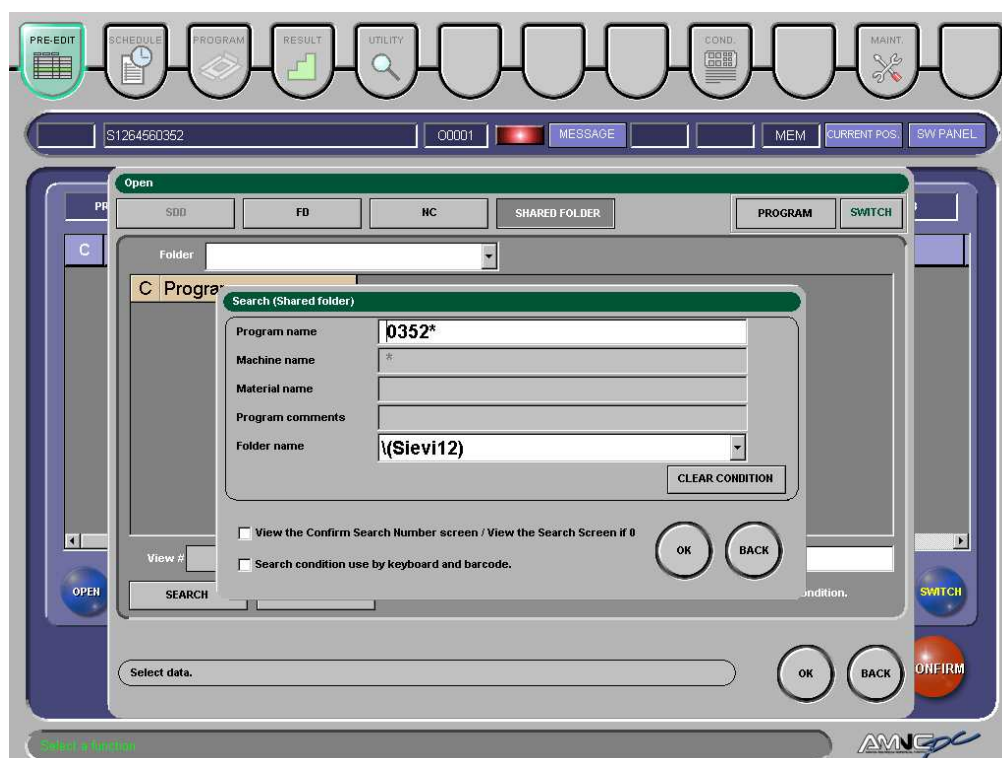 PRE-EDIT SCHEDULE PROGRAM RESULT UTILITY COND. MAINT.
S1264560352 O0001 MESSAGE MEM CURRENT POS. SW PANEL
Open
PR SDD FD NC SHARED FOLDER PROGRAM SWITCH
C Folder
C Progra
Search (Shared folder)
Program name 0352*
Machine name *
Material name
Program comments
Folder name \(Sievi12)
CLEAR CONDITION
View the Confirm Search Number screen / View the Search Screen if 0
OK BACK
View # Search condition use by keyboard and barcode.
OPEN SEARCH ondition. SWITCH
Select data. OK BACK ONFIRM
Select a function
AMNC PC